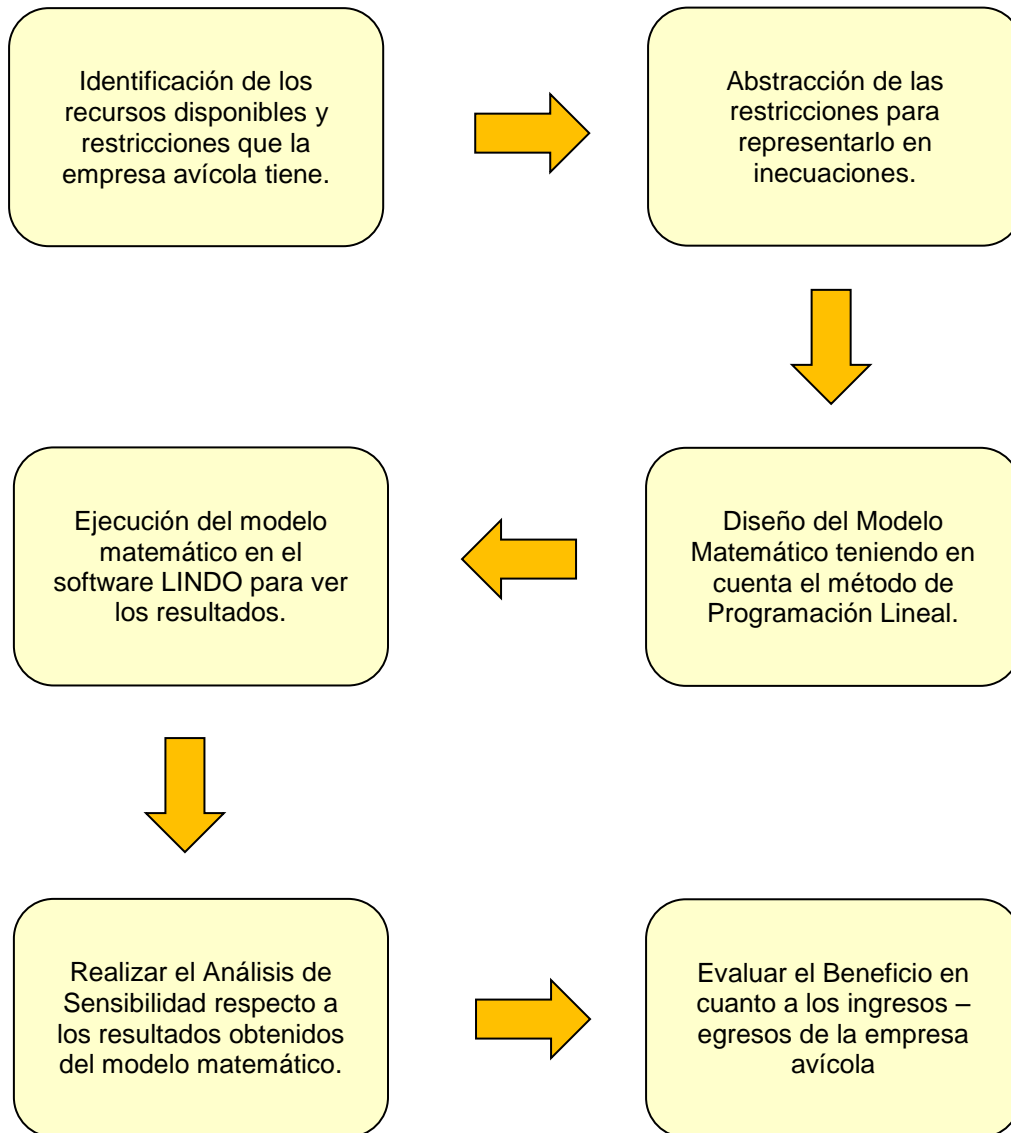 Identificación de los
recursos disponibles y
restricciones que la
empresa avícola tiene.
Abstracción de las
restricciones para
representarlo en
inecuaciones.
Diseño del Modelo
Matemático teniendo en
cuenta el método de
Programación Lineal.
Ejecución del modelo
matemático en el
software LINDO para ver
los resultados.
Realizar el Análisis de
Sensibilidad respecto a
los resultados obtenidos
del modelo matemático.
Evaluar el Beneficio en
cuanto a los ingresos –
egresos de la empresa
avícola